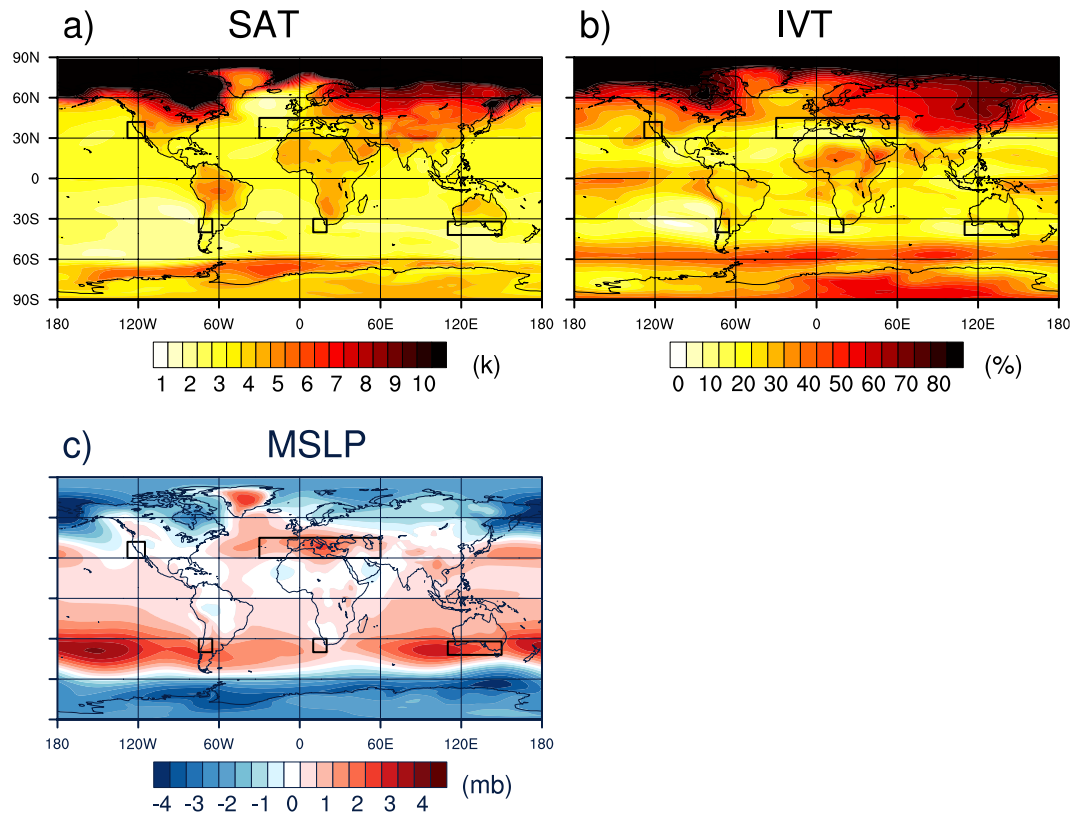 a) SAT
b) IVT
90N
60N
30N
0
30S
60S
90S
180 120W 60W 0 60E 120E 180
180 120W 60W 0 60E 120E 180
1 2 3 4 5 6 7 8 9 10 (k)
0 10 20 30 40 50 60 70 80 (%)
c) MSLP
180 120W 60W 0 60E 120E 180
-4 -3 -2 -1 0 1 2 3 4 (mb)